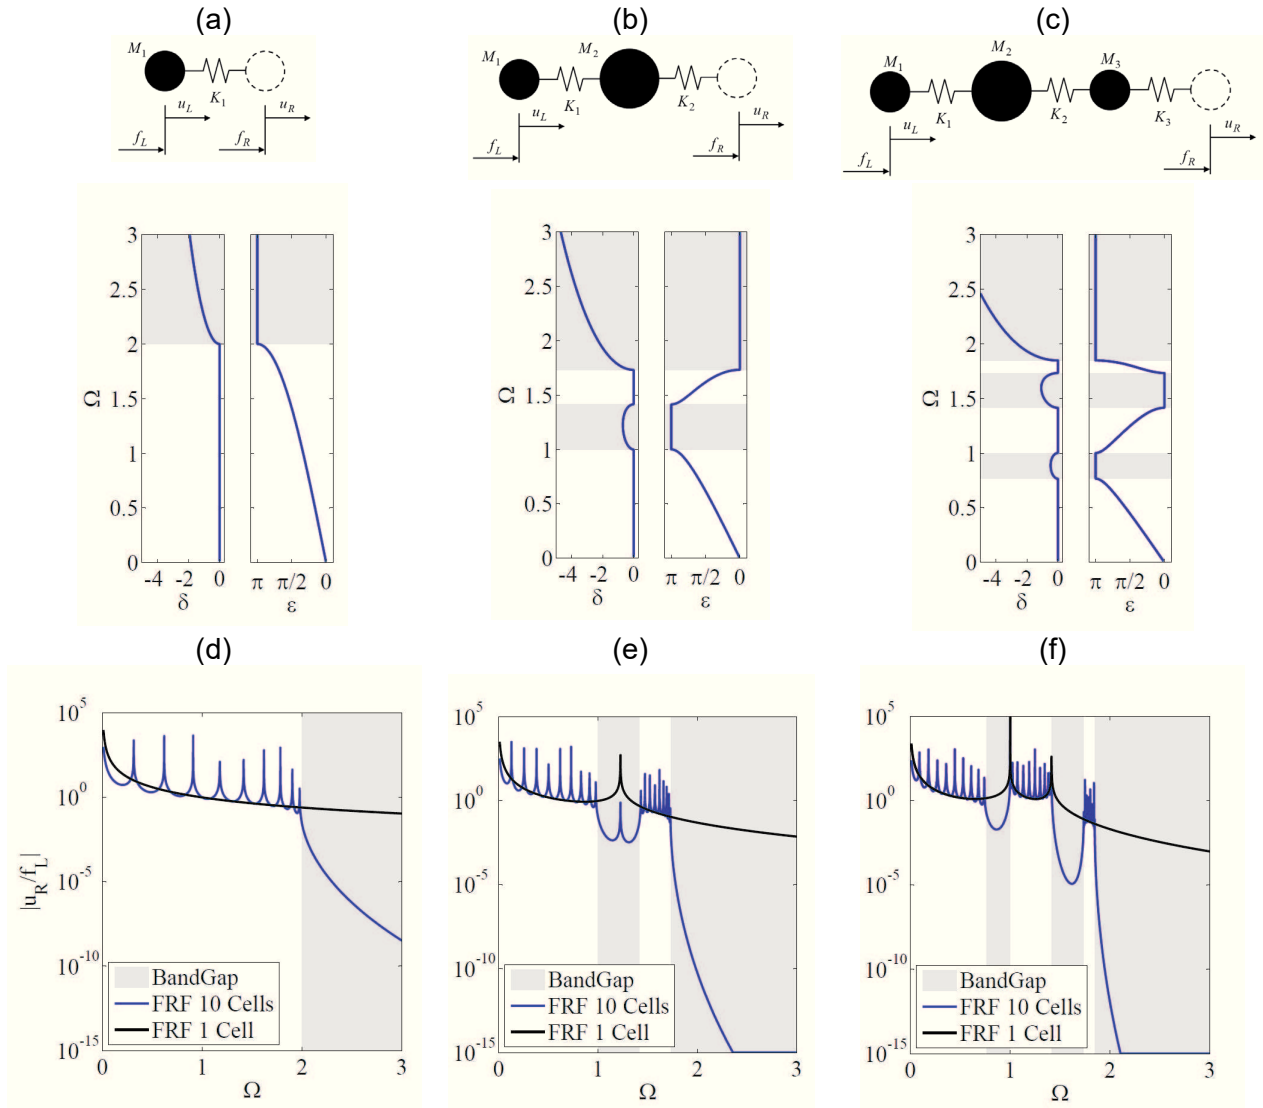 (a)
(b)
(c)
M1
K1
uL
uR
fL
fR
M1
M2
K1
K2
uL
uR
fL
fR
M1
M2
M3
K1
K2
K3
uL
uR
fL
fR
3
2.5
2
1.5
1
0.5
0
Ω
-4 -2 0
δ
π π/2 0
ε
3
2.5
2
1.5
1
0.5
0
Ω
-4 -2 0
δ
π π/2 0
ε
3
2.5
2
1.5
1
0.5
0
Ω
-4 -2 0
δ
π π/2 0
ε
(d)
(e)
(f)
10^5
10^0
10^-5
10^-10
10^-15
|uR/fL|
BandGap
FRF 10 Cells
FRF 1 Cell
0 1 2 3
Ω
10^5
10^0
10^-5
10^-10
10^-15
BandGap
FRF 10 Cells
FRF 1 Cell
0 1 2 3
Ω
10^5
10^0
10^-5
10^-10
10^-15
BandGap
FRF 10 Cells
FRF 1 Cell
0 1 2 3
Ω